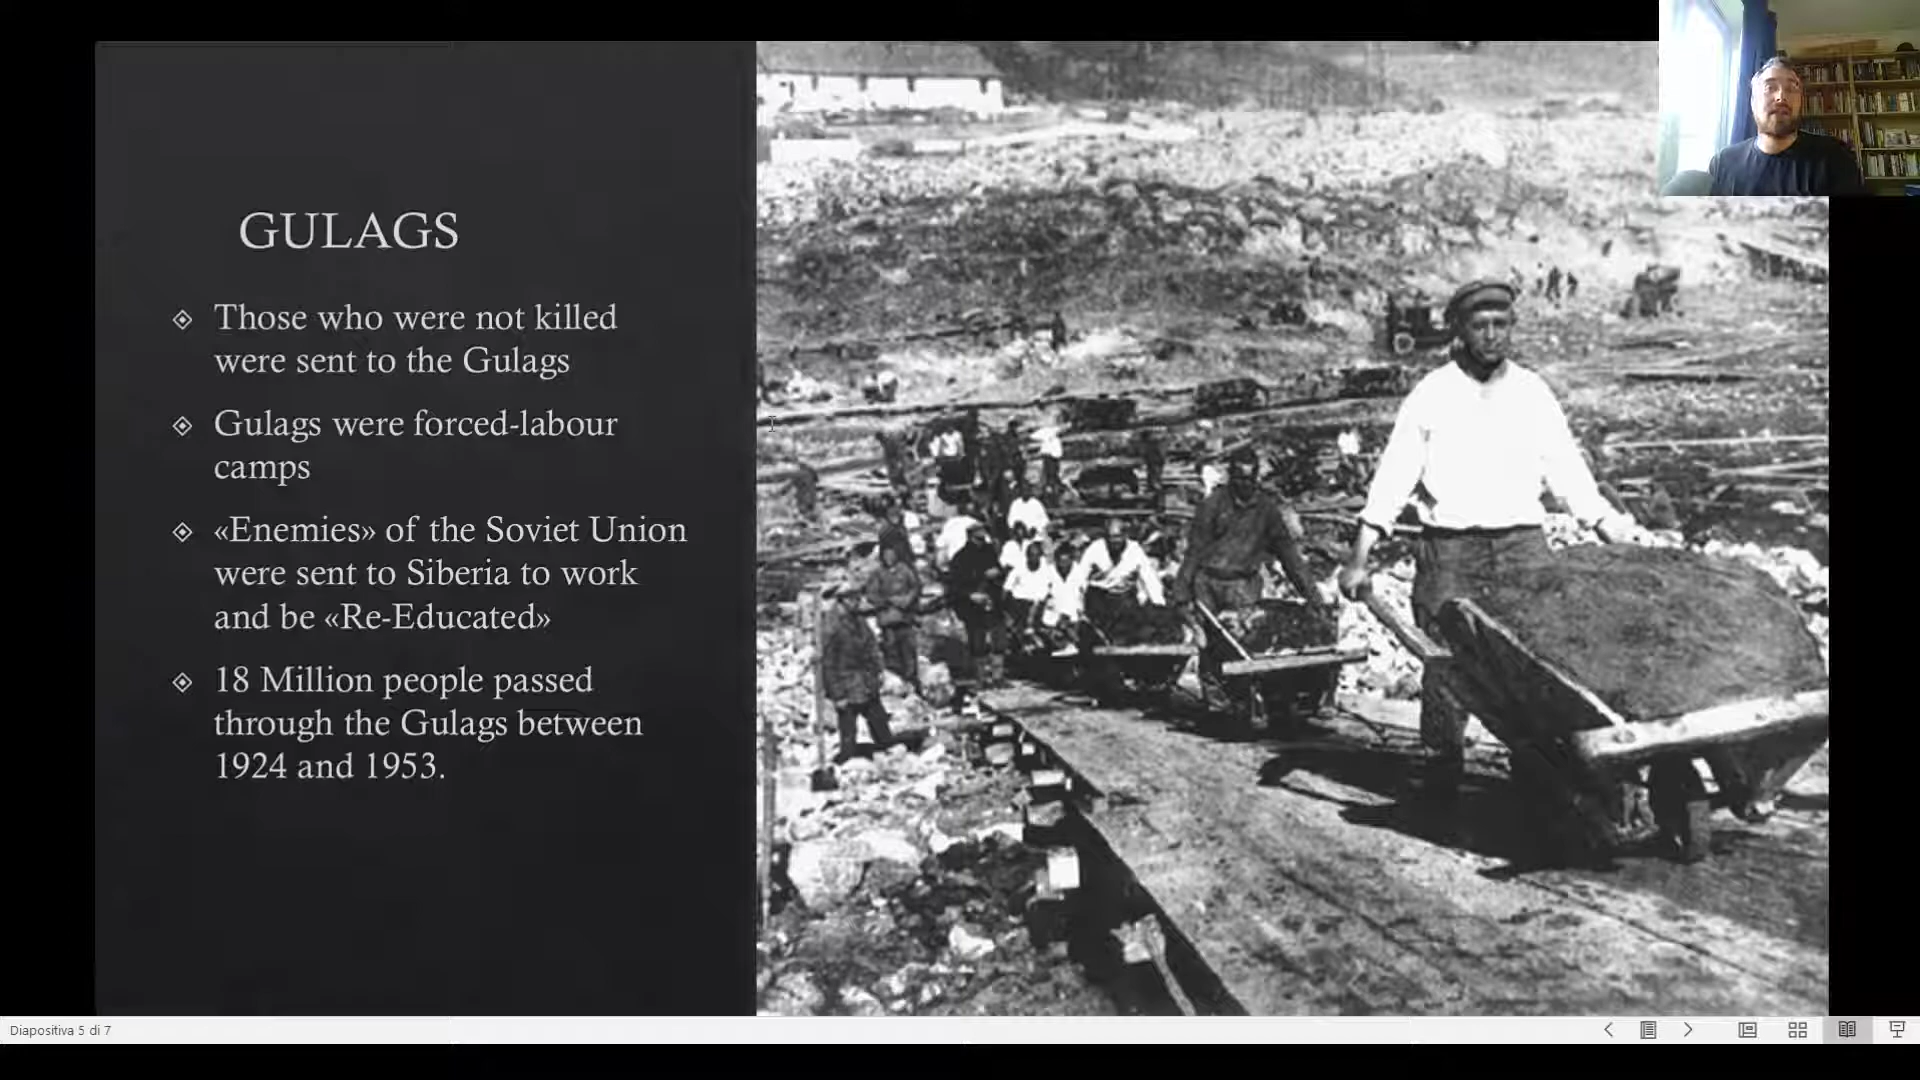 GULAGS
Those who were not killed
were sent to the Gulags
Gulags were forced-labour
camps
«Enemies» of the Soviet Union
were sent to Siberia to work
and be «Re-Educated»
18 Million people passed
through the Gulags between
1924 and 1953.
Diapositiva 5 di 7